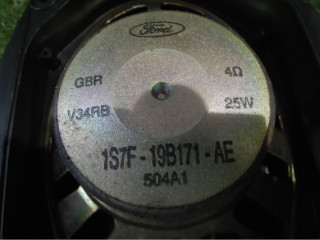 Ford
GBR 4Ω
V34RB 25W
1S7F-19B171-AE
504A1